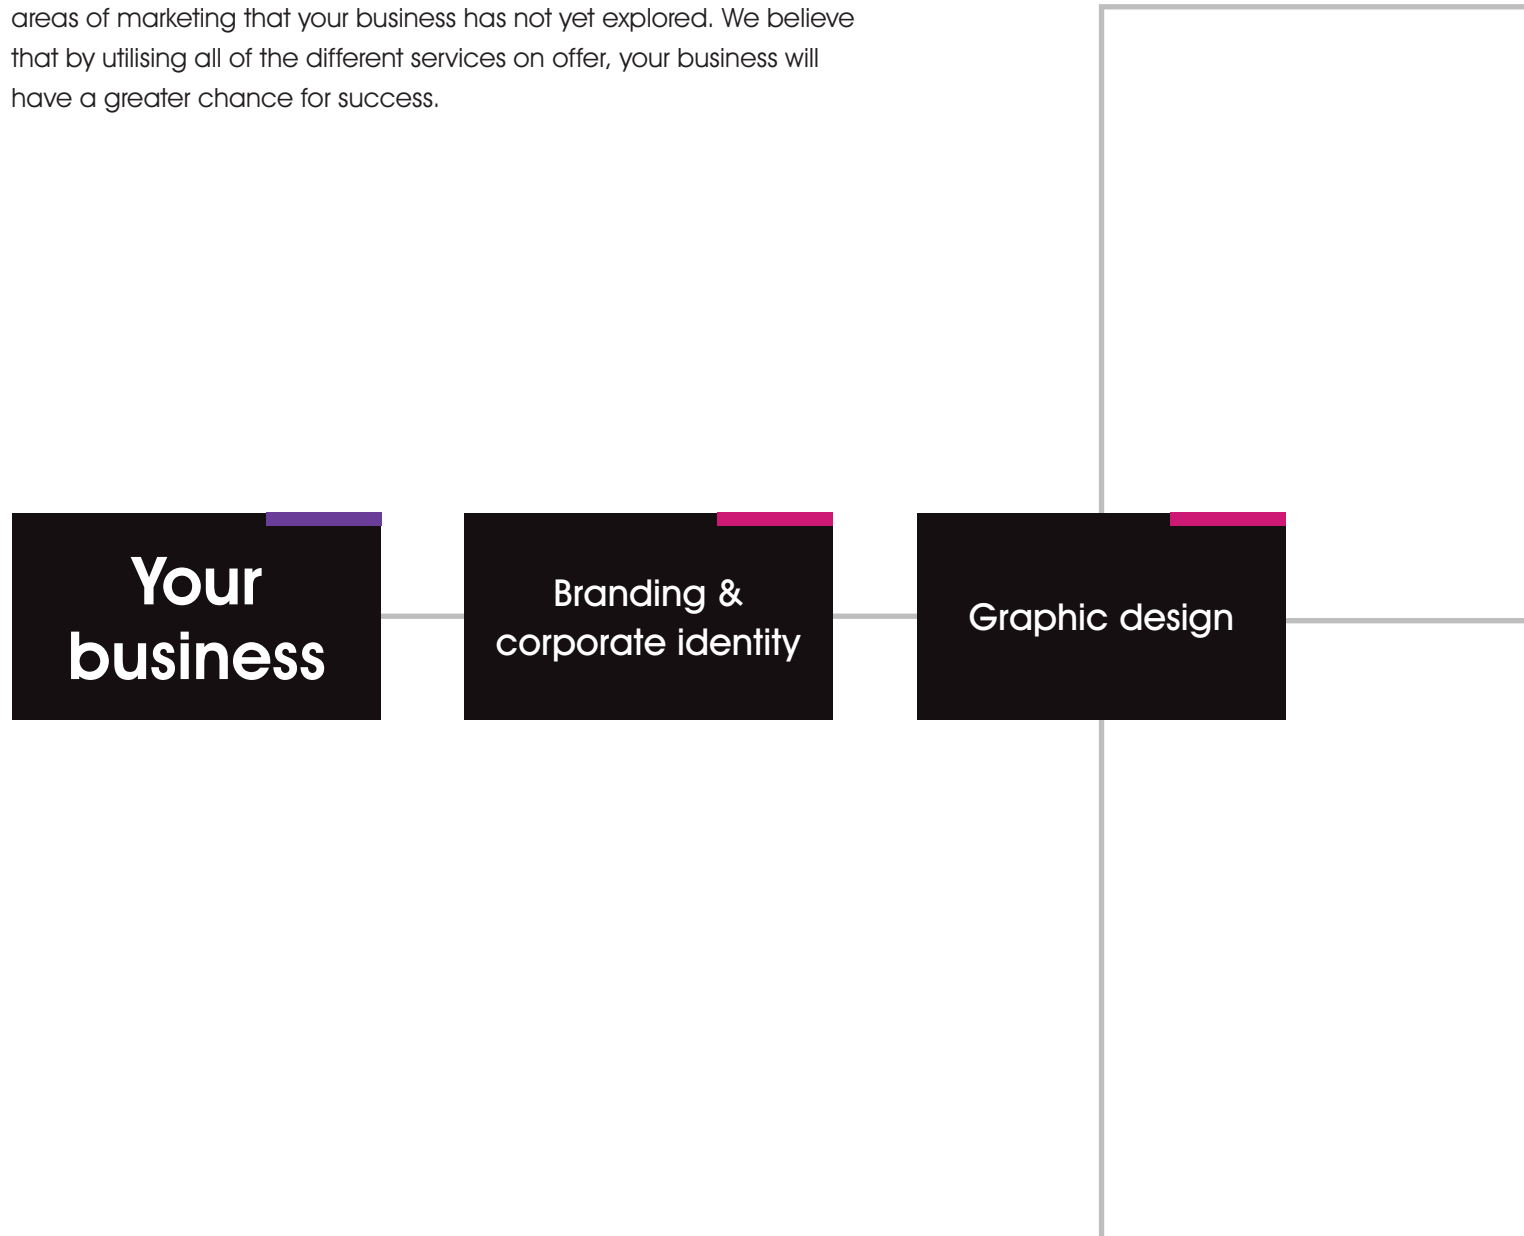 areas of marketing that your business has not yet explored. We believe
that by utilising all of the different services on offer, your business will
have a greater chance for success.
Your
business
Branding &
corporate identity
Graphic design